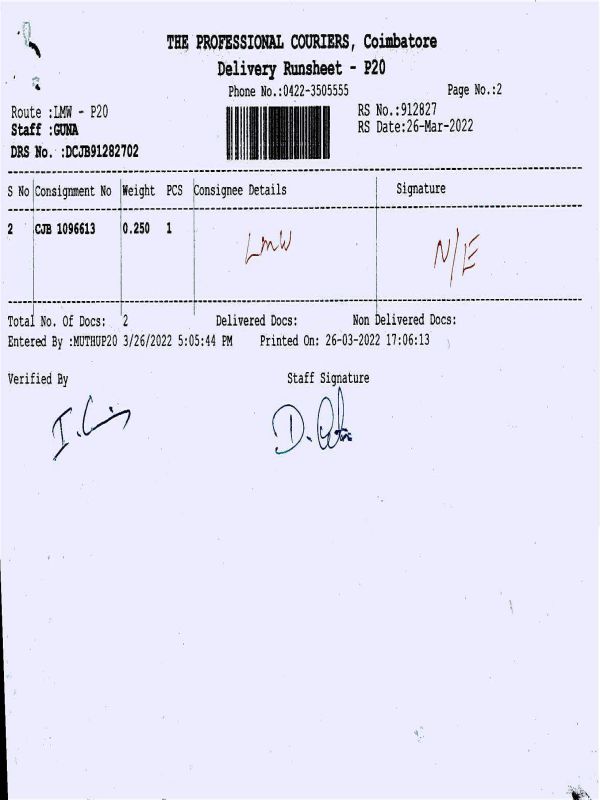 THE PROFESSIONAL COURIERS, Coimbatore
Delivery Runsheet - P20
Phone No.:0422-3505555
Page No.:2
Route :LMW - P20
RS No.:912827
Staff :GUNA
RS Date:26-Mar-2022
DRS No. :DCJB91282702
S No Consignment No Weight PCS Consignee Details Signature
2 CJB 1096613 0.250 1 LMW N/E
Total No. Of Docs: 2 Delivered Docs: Non Delivered Docs:
Entered By :MUTHUP20 3/26/2022 5:05:44 PM Printed On: 26-03-2022 17:06:13
Verified By Staff Signature